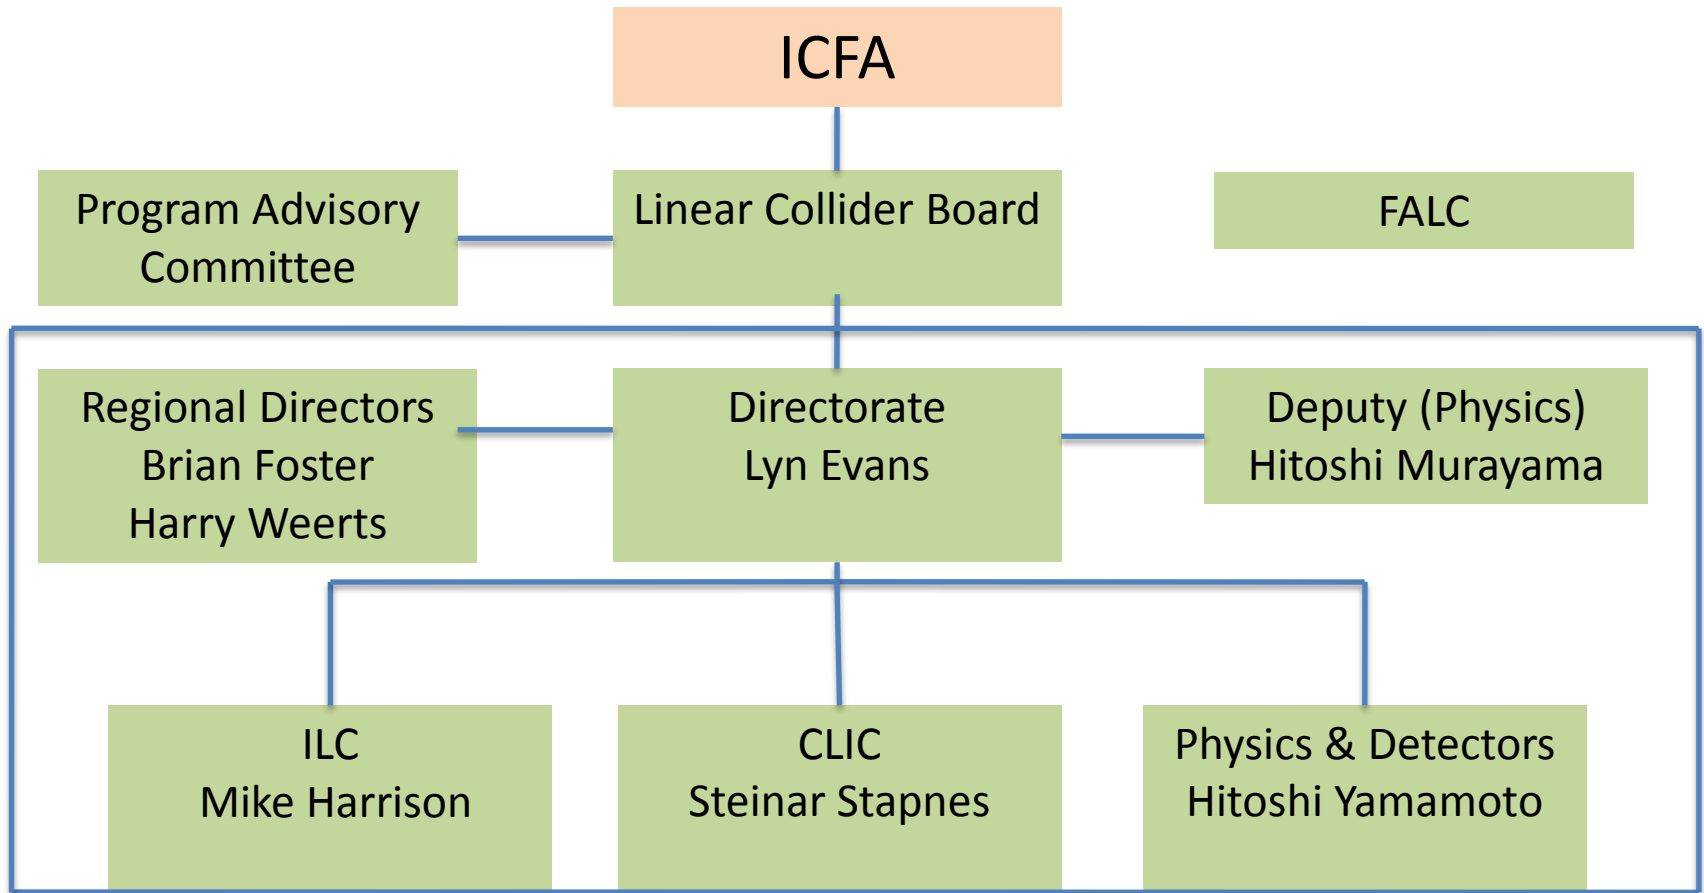 ICFA
Program Advisory
Committee
Linear Collider Board
FALC
Regional Directors
Brian Foster
Harry Weerts
Directorate
Lyn Evans
Deputy (Physics)
Hitoshi Murayama
ILC
Mike Harrison
CLIC
Steinar Stapnes
Physics & Detectors
Hitoshi Yamamoto